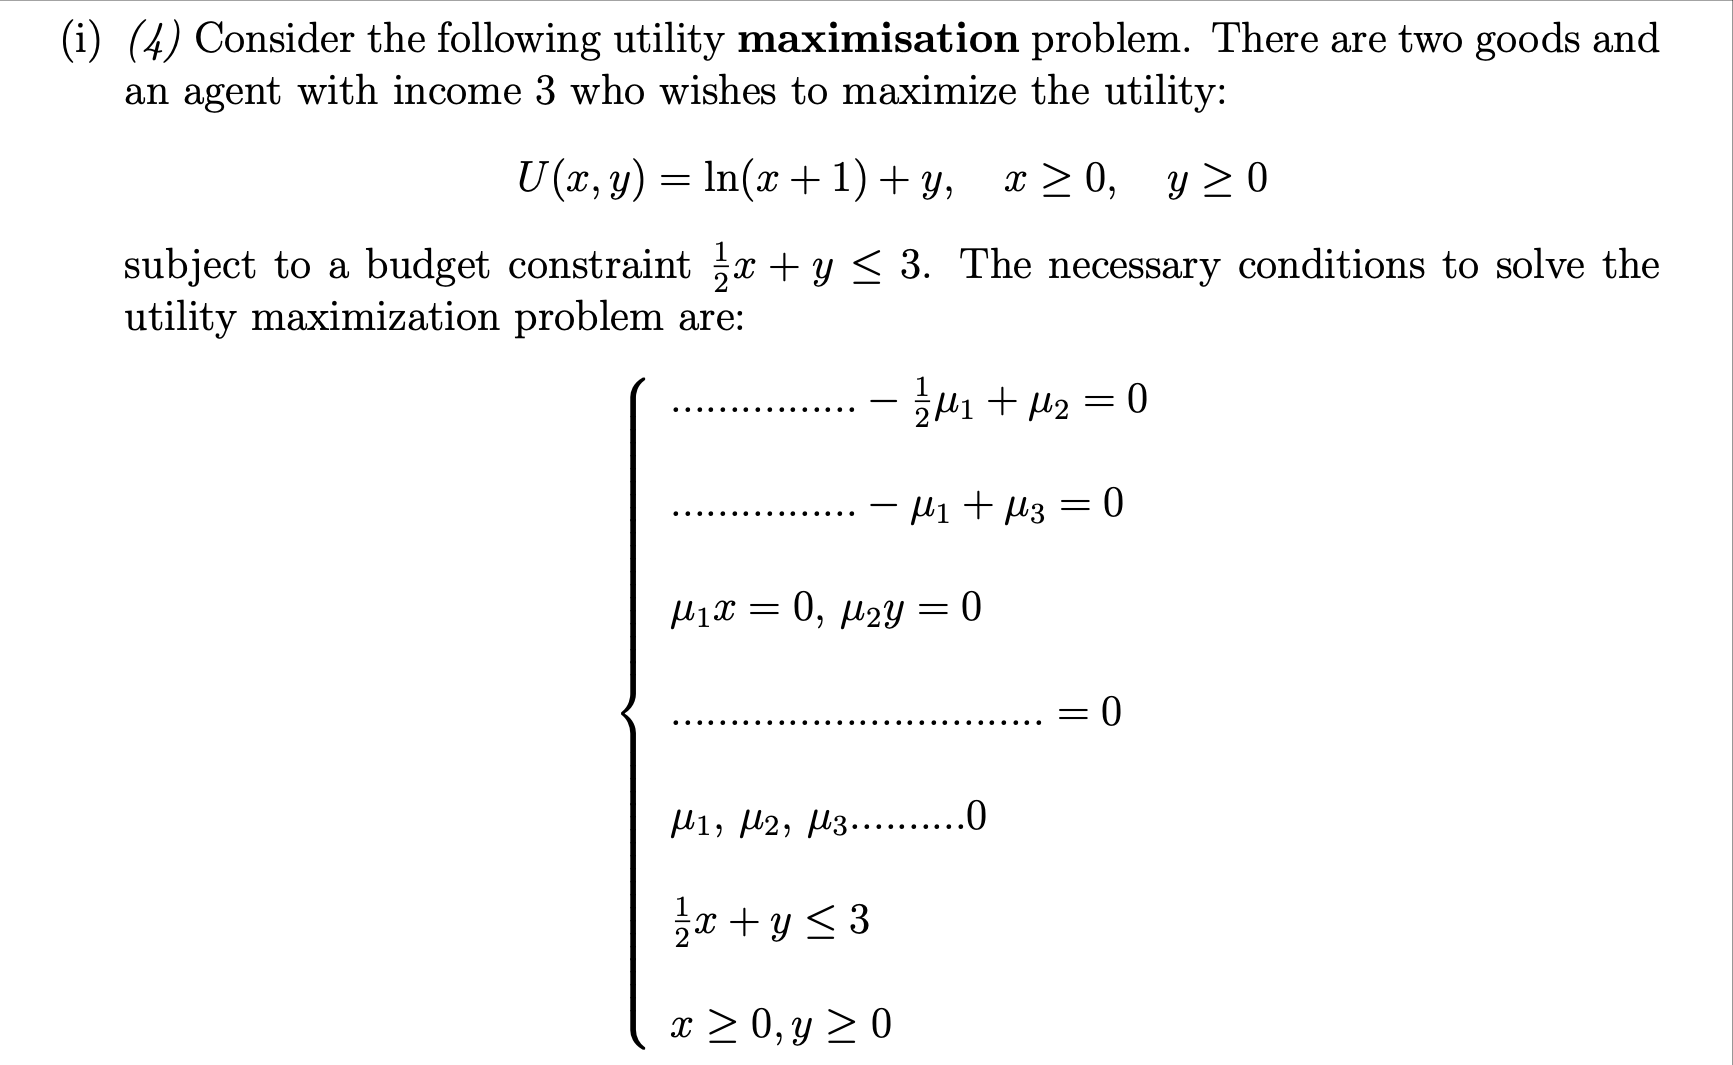 (i) (4) Consider the following utility maximisation problem. There are two goods and
an agent with income 3 who wishes to maximize the utility:
U(x, y) = ln(x + 1) + y, x ≥ 0, y ≥ 0
subject to a budget constraint ½x + y ≤ 3. The necessary conditions to solve the
utility maximization problem are:
................ − ½μ₁ + μ₂ = 0
................ − μ₁ + μ₃ = 0
μ₁x = 0, μ₂y = 0
................................ = 0
μ₁, μ₂, μ₃..........0
½x + y ≤ 3
x ≥ 0, y ≥ 0